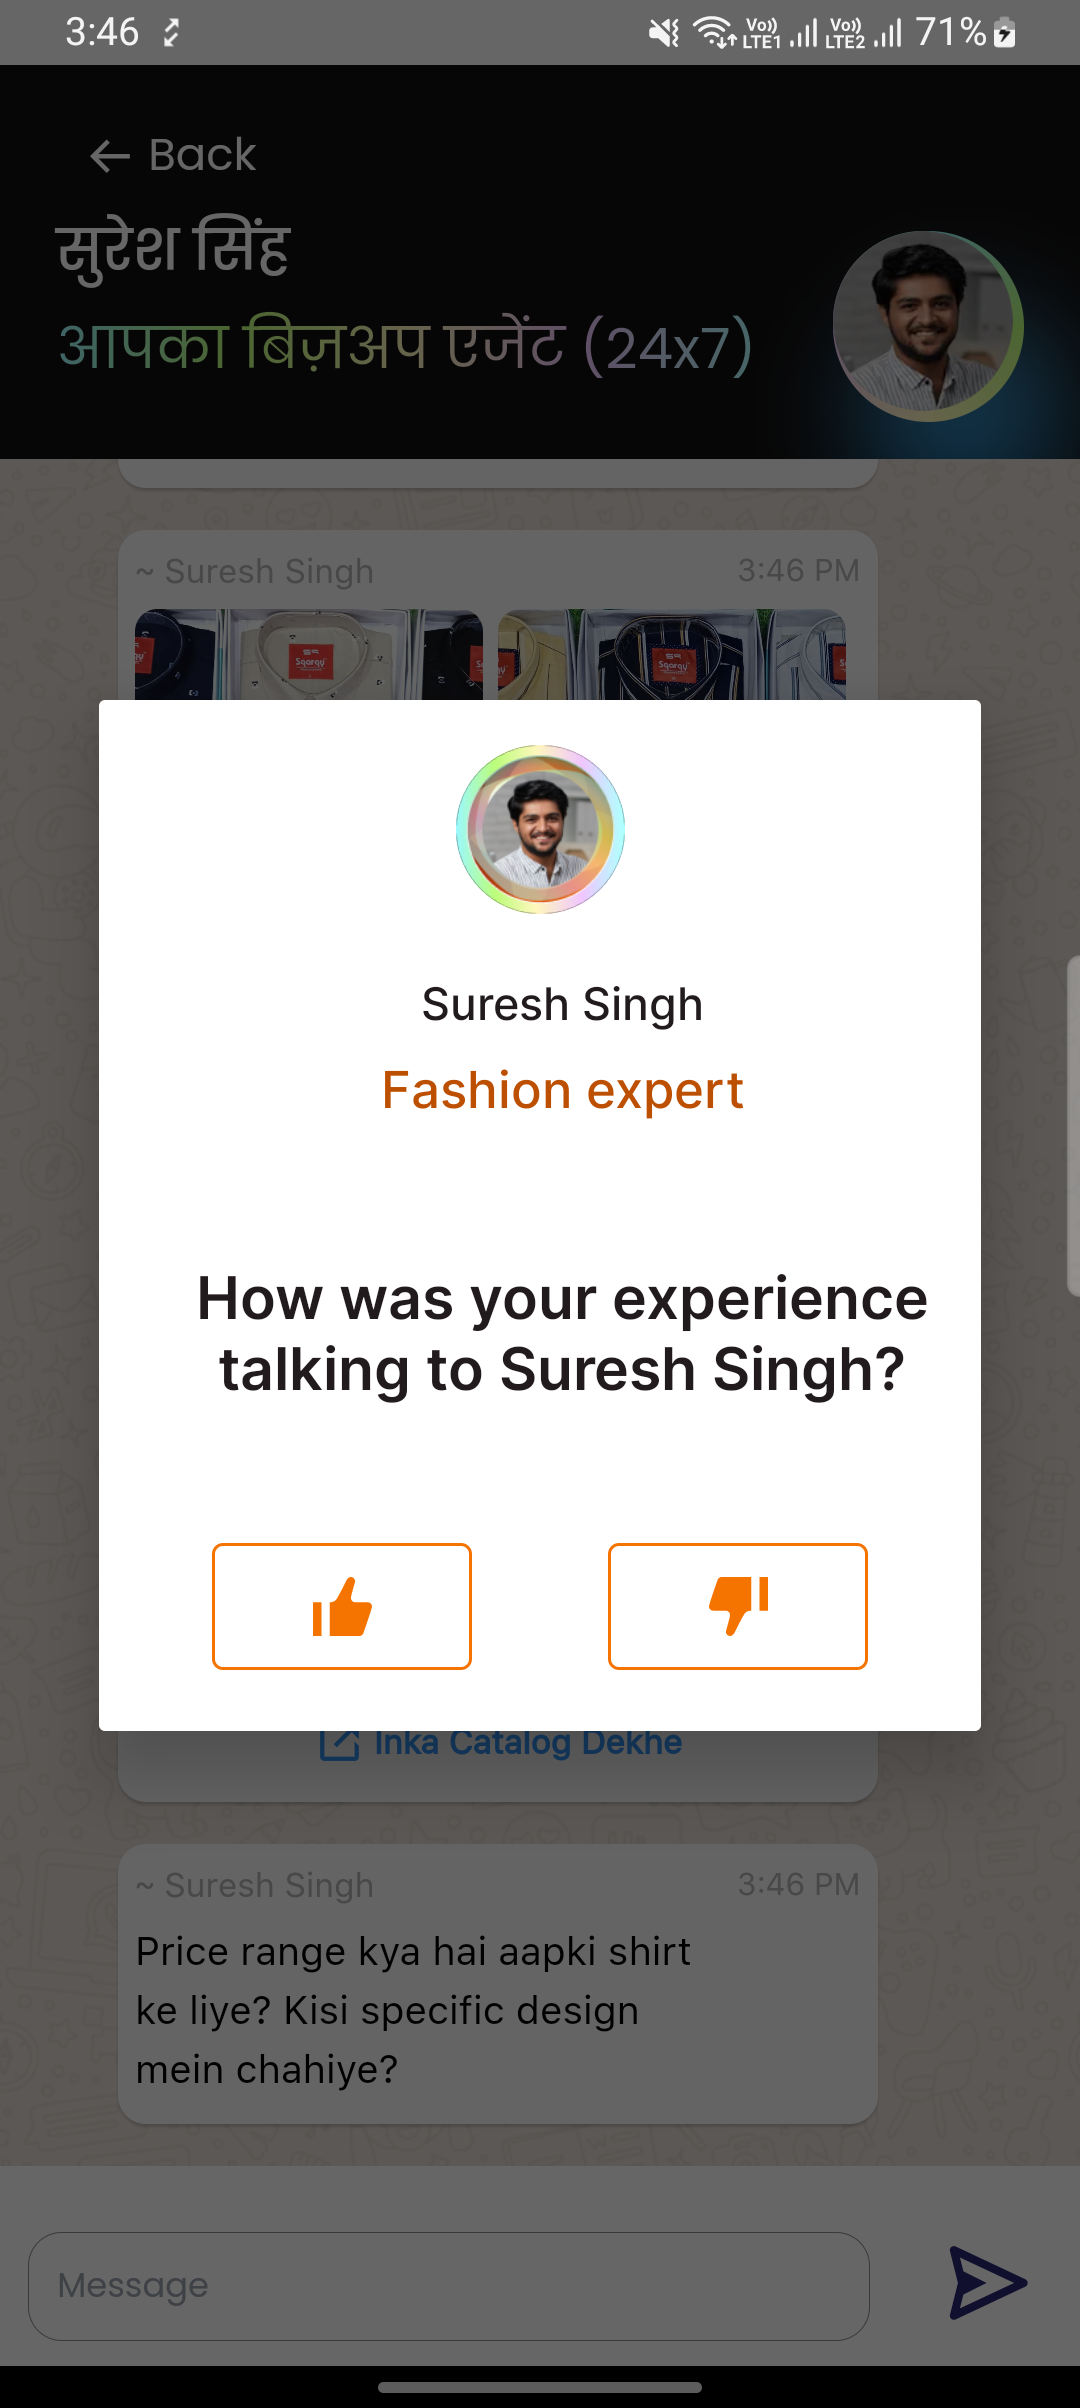 3:46
Vo)) LTE1 Vo)) LTE2 71%
← Back
सुरेश सिंह
आपका बिज़अप एजेंट (24x7)
~ Suresh Singh 3:46 PM
Sqarqy Sqarqy
Suresh Singh
Fashion expert
How was your experience
talking to Suresh Singh?
Inka Catalog Dekhe
~ Suresh Singh 3:46 PM
Price range kya hai aapki shirt
ke liye? Kisi specific design
mein chahiye?
Message